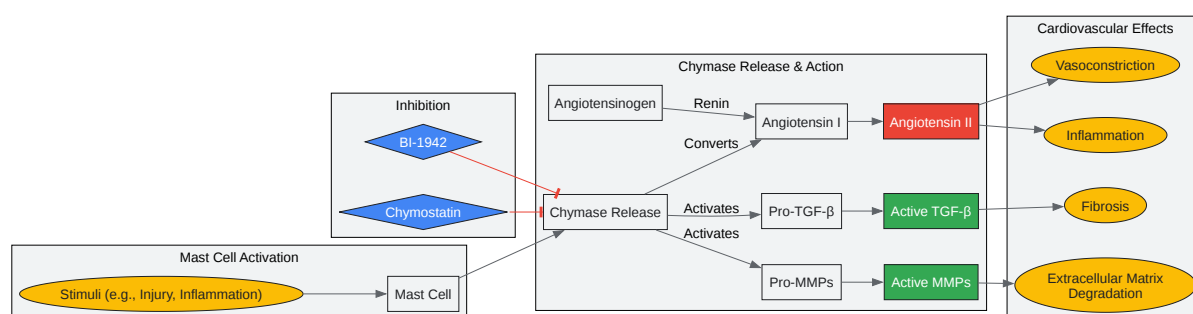 Cardiovascular Effects
Vasoconstriction
Inflammation
Fibrosis
Extracellular Matrix
Degradation
Chymase Release & Action
Angiotensinogen
Renin
Angiotensin I
Angiotensin II
Converts
Chymase Release
Activates
Pro-TGF-β
Active TGF-β
Activates
Pro-MMPs
Active MMPs
Inhibition
BI-1942
Chymostatin
Mast Cell Activation
Stimuli (e.g., Injury, Inflammation)
Mast Cell